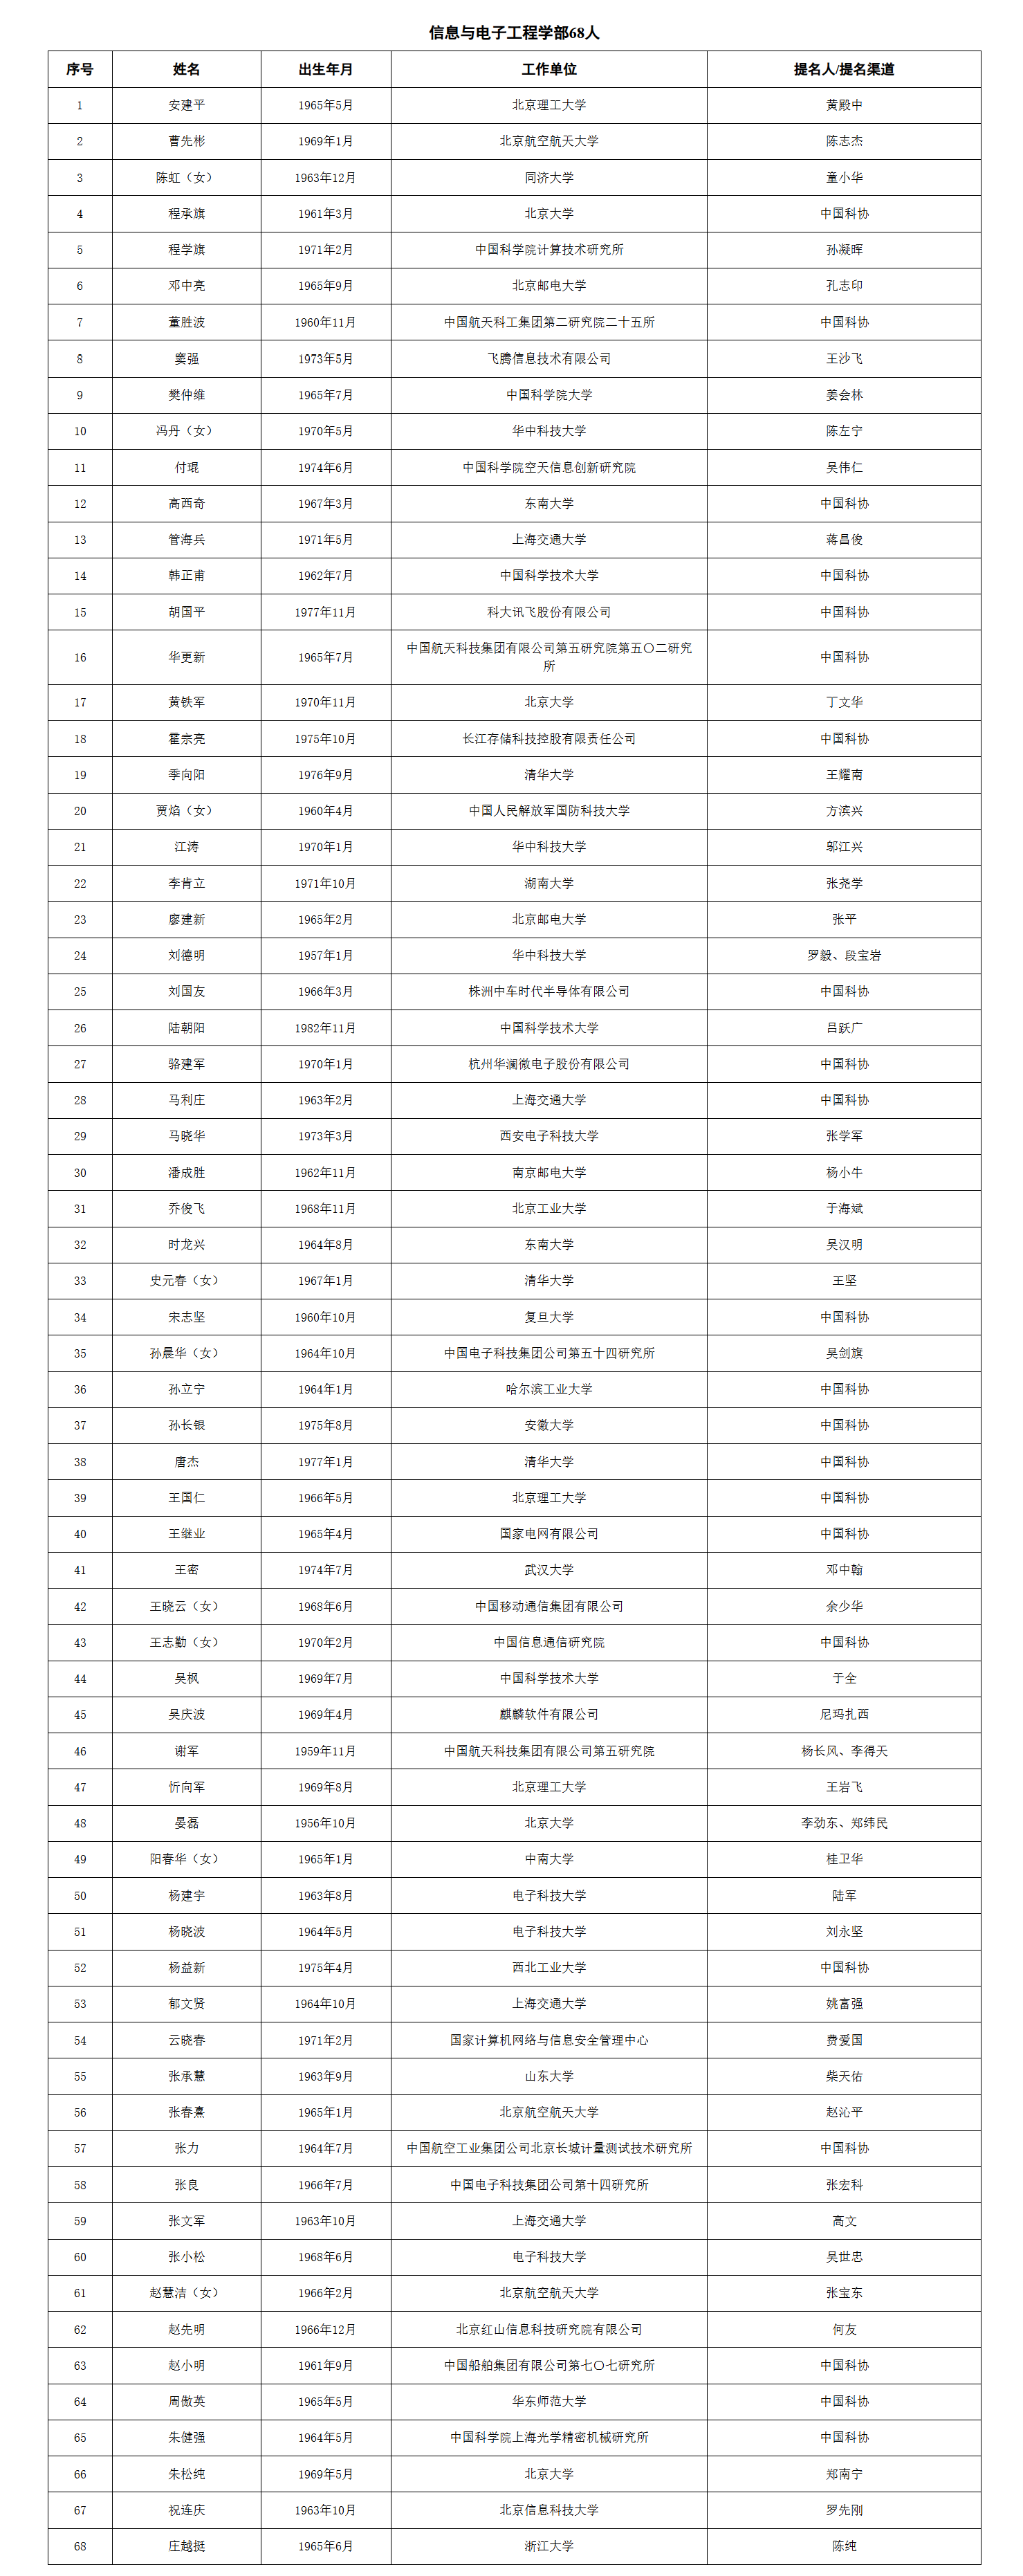 信息与电子工程学部68人
序号 姓名 出生年月 工作单位 提名人/提名渠道
1 安建平 1965年5月 北京理工大学 黄殿中
2 曹先彬 1969年1月 北京航空航天大学 陈志杰
3 陈虹（女） 1963年12月 同济大学 童小华
4 程承旗 1961年3月 北京大学 中国科协
5 程学旗 1971年2月 中国科学院计算技术研究所 孙凝晖
6 邓中亮 1965年9月 北京邮电大学 孔志印
7 董胜波 1960年11月 中国航天科工集团第二研究院二十五所 中国科协
8 窦强 1973年5月 飞腾信息技术有限公司 王沙飞
9 樊仲维 1965年7月 中国科学院大学 姜会林
10 冯丹（女） 1970年5月 华中科技大学 陈左宁
11 付琨 1974年6月 中国科学院空天信息创新研究院 吴伟仁
12 高西奇 1967年3月 东南大学 中国科协
13 管海兵 1971年5月 上海交通大学 蒋昌俊
14 韩正甫 1962年7月 中国科学技术大学 中国科协
15 胡国平 1977年11月 科大讯飞股份有限公司 中国科协
16 华更新 1965年7月 中国航天科技集团有限公司第五研究院第五〇二研究
所 中国科协
17 黄铁军 1970年11月 北京大学 丁文华
18 霍宗亮 1975年10月 长江存储科技控股有限责任公司 中国科协
19 季向阳 1976年9月 清华大学 王耀南
20 贾焰（女） 1960年4月 中国人民解放军国防科技大学 方滨兴
21 江涛 1970年1月 华中科技大学 邬江兴
22 李肯立 1971年10月 湖南大学 张尧学
23 廖建新 1965年2月 北京邮电大学 张平
24 刘德明 1957年1月 华中科技大学 罗毅、段宝岩
25 刘国友 1966年3月 株洲中车时代半导体有限公司 中国科协
26 陆朝阳 1982年11月 中国科学技术大学 吕跃广
27 骆建军 1970年1月 杭州华澜微电子股份有限公司 中国科协
28 马利庄 1963年2月 上海交通大学 中国科协
29 马晓华 1973年3月 西安电子科技大学 张学军
30 潘成胜 1962年11月 南京邮电大学 杨小牛
31 乔俊飞 1968年11月 北京工业大学 于海斌
32 时龙兴 1964年8月 东南大学 吴汉明
33 史元春（女） 1967年1月 清华大学 王坚
34 宋志坚 1960年10月 复旦大学 中国科协
35 孙晨华（女） 1964年10月 中国电子科技集团公司第五十四研究所 吴剑旗
36 孙立宁 1964年1月 哈尔滨工业大学 中国科协
37 孙长银 1975年8月 安徽大学 中国科协
38 唐杰 1977年1月 清华大学 中国科协
39 王国仁 1966年5月 北京理工大学 中国科协
40 王继业 1965年4月 国家电网有限公司 中国科协
41 王密 1974年7月 武汉大学 邓中翰
42 王晓云（女） 1968年6月 中国移动通信集团有限公司 余少华
43 王志勤（女） 1970年2月 中国信息通信研究院 中国科协
44 吴枫 1969年7月 中国科学技术大学 于全
45 吴庆波 1969年4月 麒麟软件有限公司 尼玛扎西
46 谢军 1959年11月 中国航天科技集团有限公司第五研究院 杨长风、李得天
47 忻向军 1969年8月 北京理工大学 王岩飞
48 晏磊 1956年10月 北京大学 李劲东、郑纬民
49 阳春华（女） 1965年1月 中南大学 桂卫华
50 杨建宇 1963年8月 电子科技大学 陆军
51 杨晓波 1964年5月 电子科技大学 刘永坚
52 杨益新 1975年4月 西北工业大学 中国科协
53 郁文贤 1964年10月 上海交通大学 姚富强
54 云晓春 1971年2月 国家计算机网络与信息安全管理中心 费爱国
55 张承慧 1963年9月 山东大学 柴天佑
56 张春熹 1965年1月 北京航空航天大学 赵沁平
57 张力 1964年7月 中国航空工业集团公司北京长城计量测试技术研究所 中国科协
58 张良 1966年7月 中国电子科技集团公司第十四研究所 张宏科
59 张文军 1963年10月 上海交通大学 高文
60 张小松 1968年6月 电子科技大学 吴世忠
61 赵慧洁（女） 1966年2月 北京航空航天大学 张宝东
62 赵先明 1966年12月 北京红山信息科技研究院有限公司 何友
63 赵小明 1961年9月 中国船舶集团有限公司第七〇七研究所 中国科协
64 周傲英 1965年5月 华东师范大学 中国科协
65 朱健强 1964年5月 中国科学院上海光学精密机械研究所 中国科协
66 朱松纯 1969年5月 北京大学 郑南宁
67 祝连庆 1963年10月 北京信息科技大学 罗先刚
68 庄越挺 1965年6月 浙江大学 陈纯